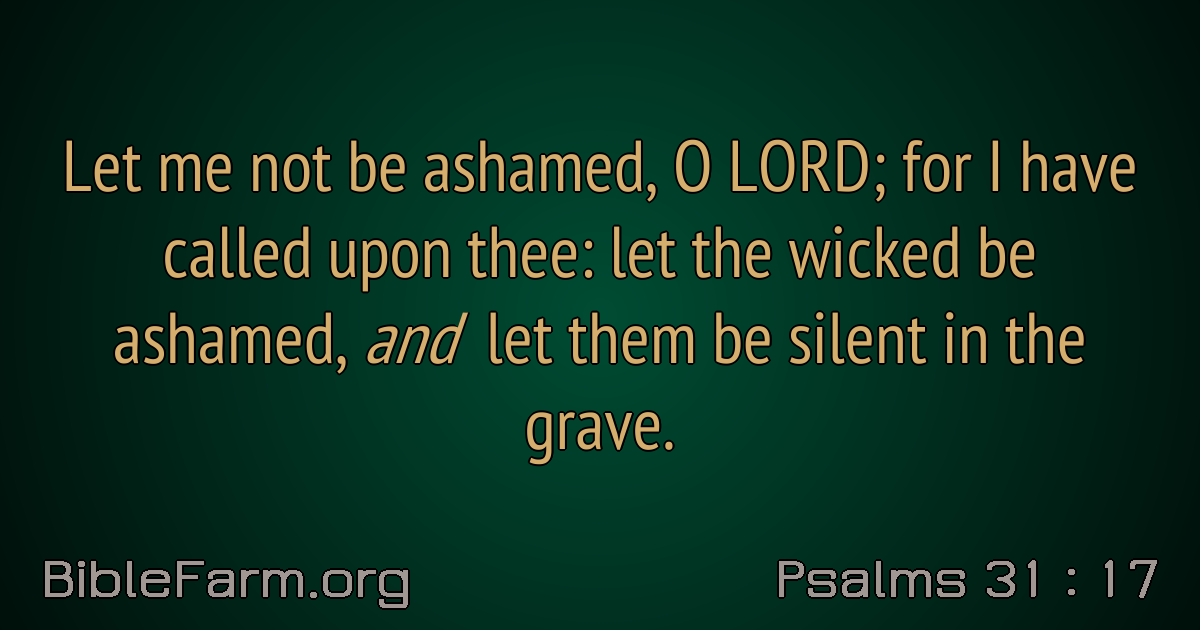 Let me not be ashamed, O LORD; for I have
called upon thee: let the wicked be
ashamed, and let them be silent in the
grave.
BibleFarm.org
Psalms 31 : 17